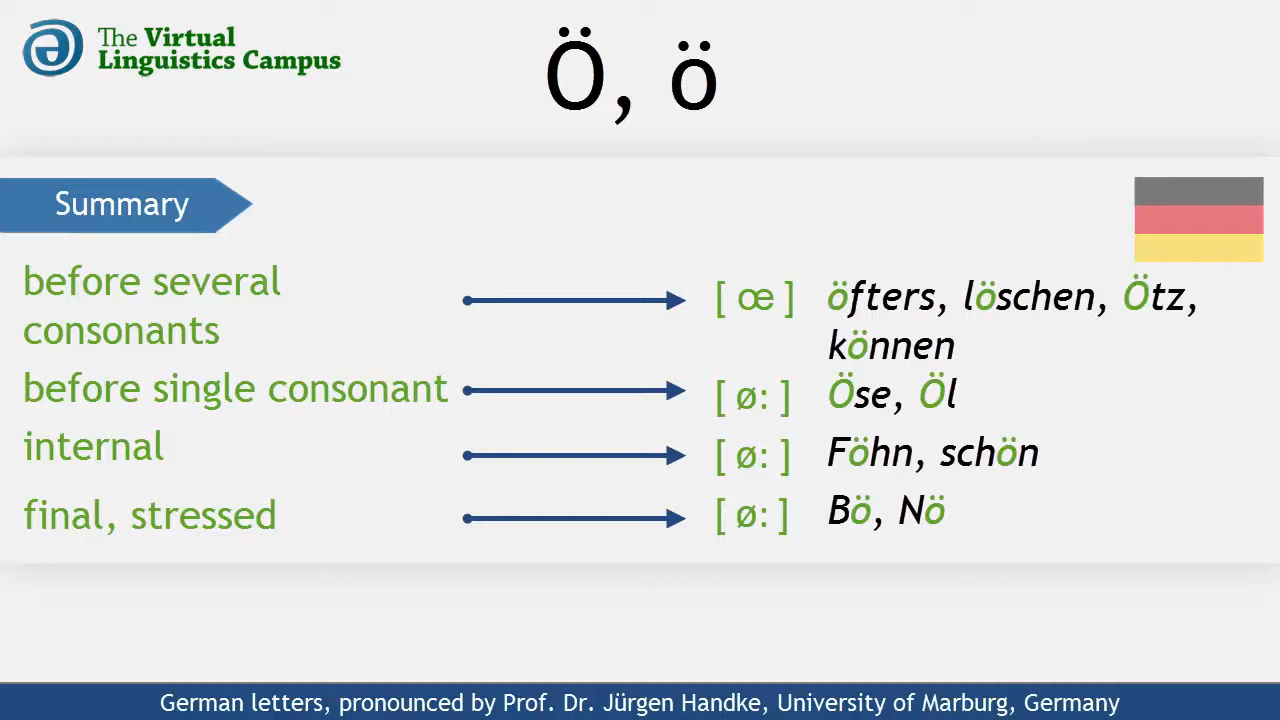 The Virtual
Linguistics Campus
Ö, ö
Summary
before several
consonants
[ œ ] öfters, löschen, Ötz,
können
before single consonant [ ø: ] Öse, Öl
internal [ ø: ] Föhn, schön
final, stressed [ ø: ] Bö, Nö
German letters, pronounced by Prof. Dr. Jürgen Handke, University of Marburg, Germany